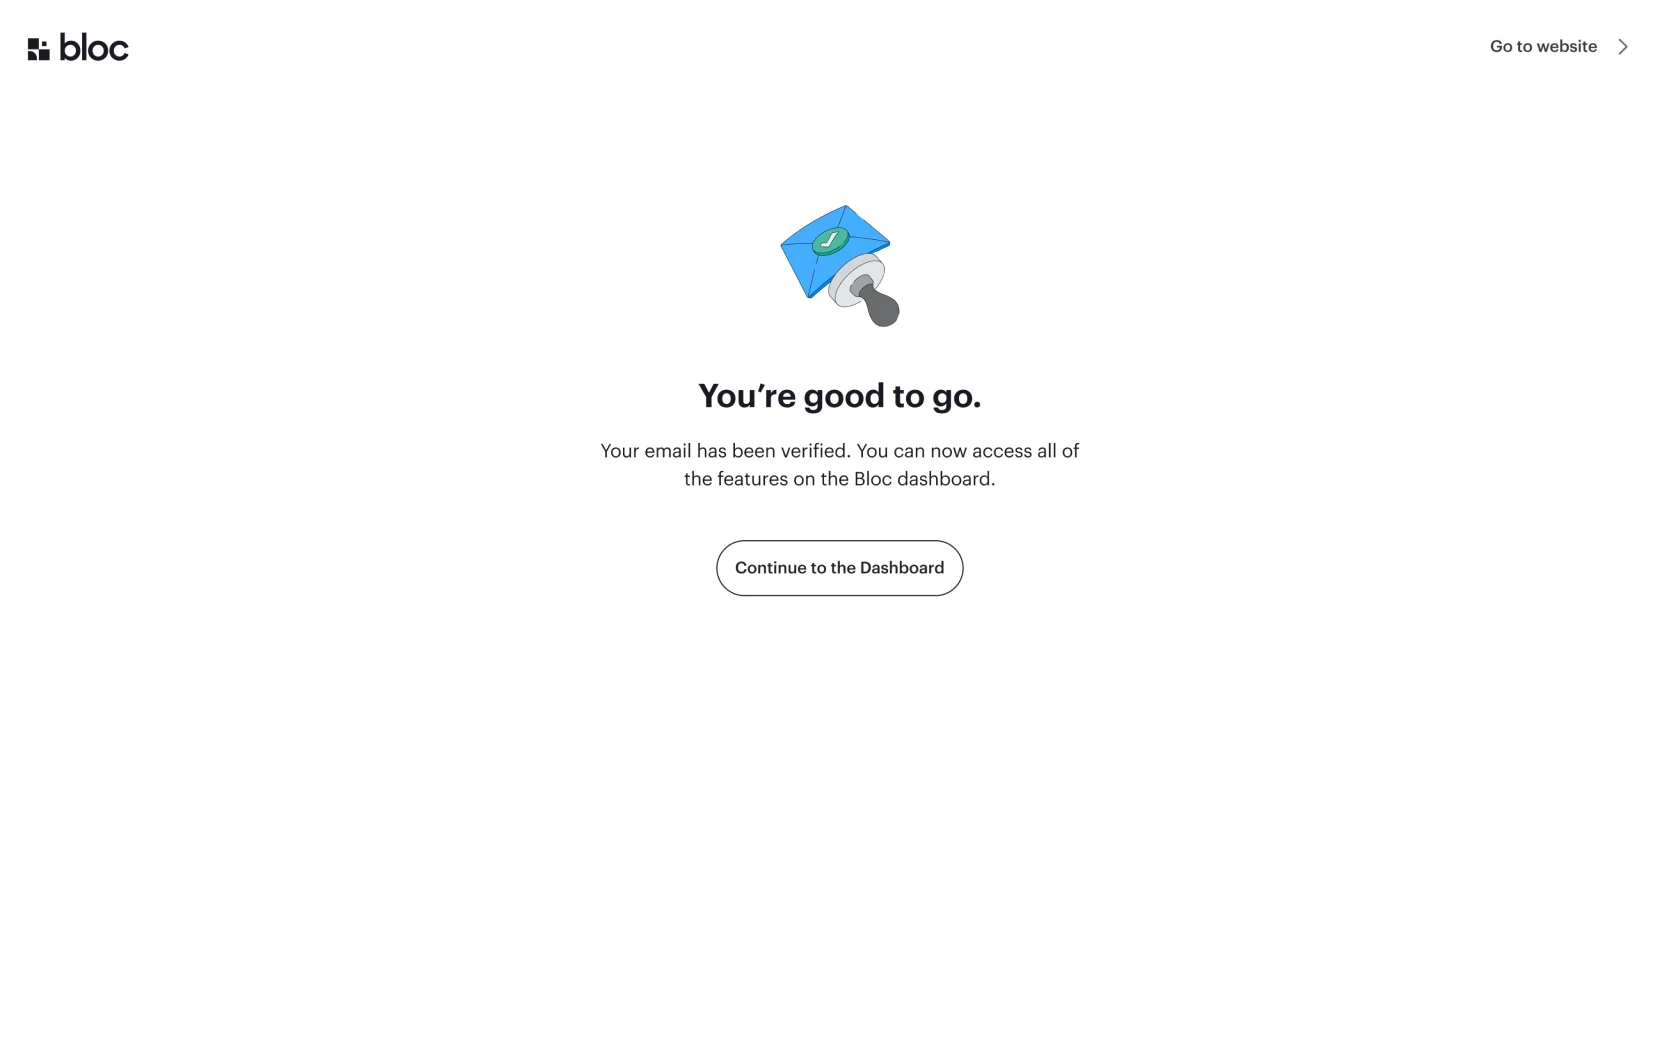 bloc
Go to website
You’re good to go.
Your email has been verified. You can now access all of
the features on the Bloc dashboard.
Continue to the Dashboard